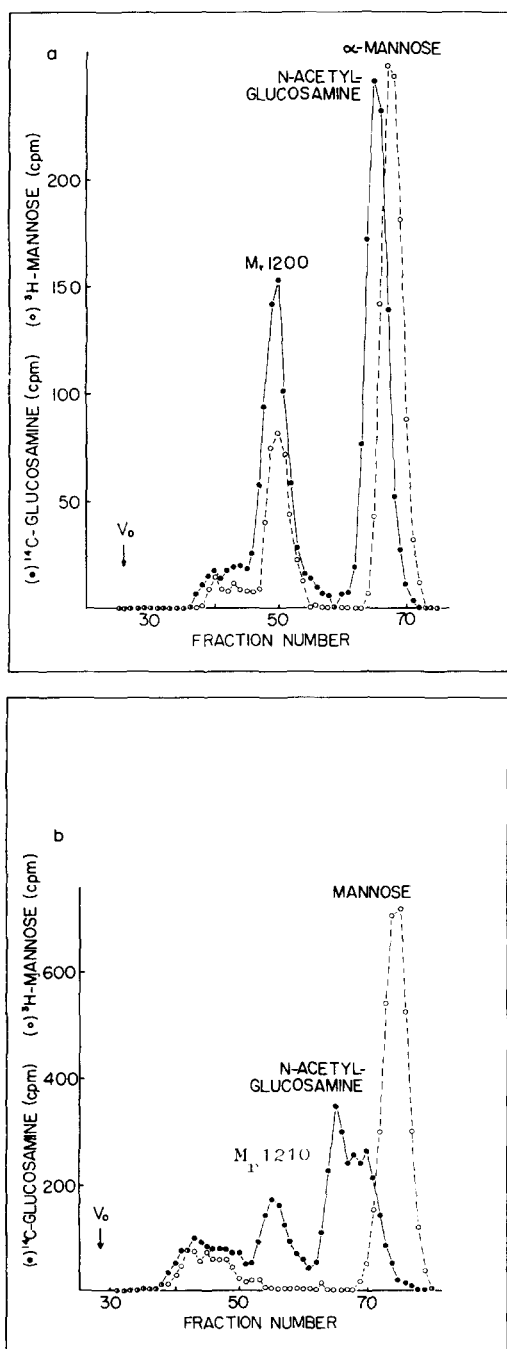 a
α-MANNOSE
N-ACETYL-
GLUCOSAMINE
Mr 1200
(•) ¹⁴C-GLUCOSAMINE (cpm) (o) ³H-MANNOSE (cpm)
200
150
100
50
Vo
30 50 70
FRACTION NUMBER
b
MANNOSE
N-ACETYL-
GLUCOSAMINE
Mr 1210
(•) ¹⁴C-GLUCOSAMINE (cpm) (o) ³H-MANNOSE (cpm)
600
400
200
Vo
30 50 70
FRACTION NUMBER